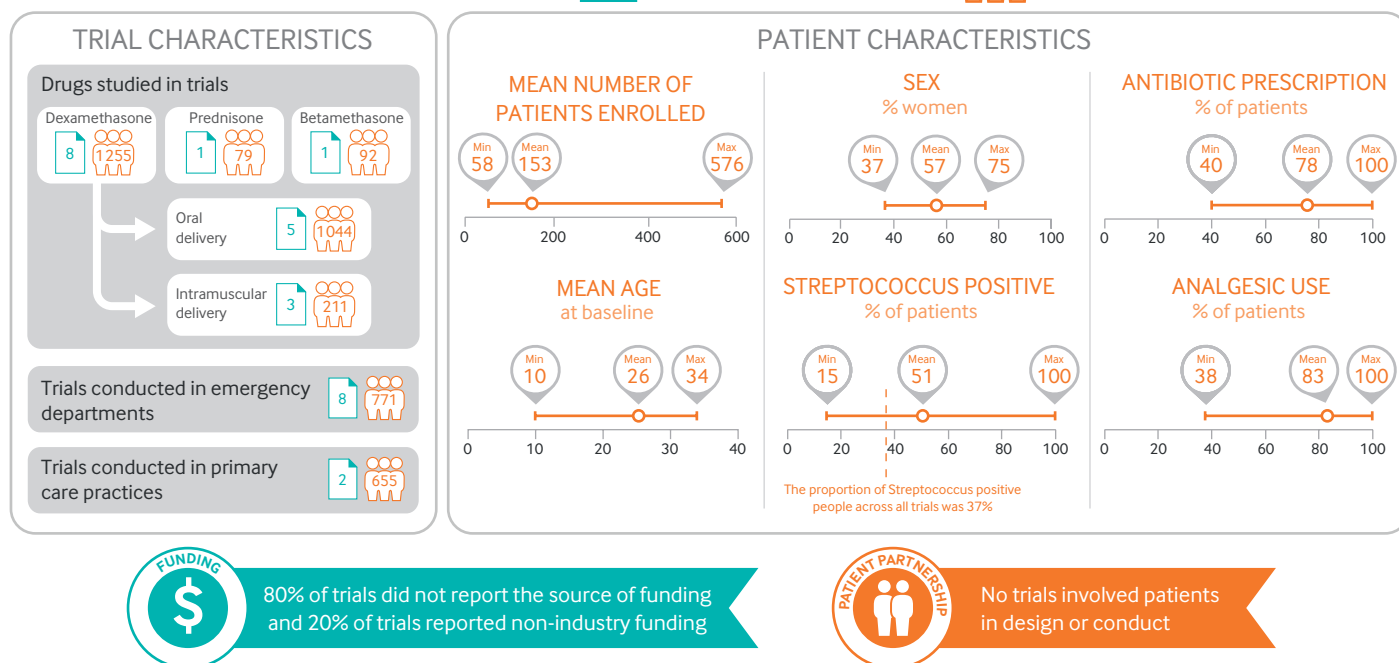 TRIAL CHARACTERISTICS
Drugs studied in trials
Dexamethasone
8
1255
Prednisone
1
79
Betamethasone
1
92
Oral
delivery
5
1044
Intramuscular
delivery
3
211
Trials conducted in emergency
departments
8
771
Trials conducted in primary
care practices
2
655
PATIENT CHARACTERISTICS
MEAN NUMBER OF
PATIENTS ENROLLED
Min
58
Mean
153
Max
576
0 200 400 600
SEX
% women
Min
37
Mean
57
Max
75
0 20 40 60 80 100
ANTIBIOTIC PRESCRIPTION
% of patients
Min
40
Mean
78
Max
100
0 20 40 60 80 100
MEAN AGE
at baseline
Min
10
Mean
26
Max
34
0 10 20 30 40
STREPTOCOCCUS POSITIVE
% of patients
Min
15
Mean
51
Max
100
0 20 40 60 80 100
The proportion of Streptococcus positive
people across all trials was 37%
ANALGESIC USE
% of patients
Min
38
Mean
83
Max
100
0 20 40 60 80 100
FUNDING
$
80% of trials did not report the source of funding
and 20% of trials reported non-industry funding
PATIENT PARTNERSHIP
No trials involved patients
in design or conduct